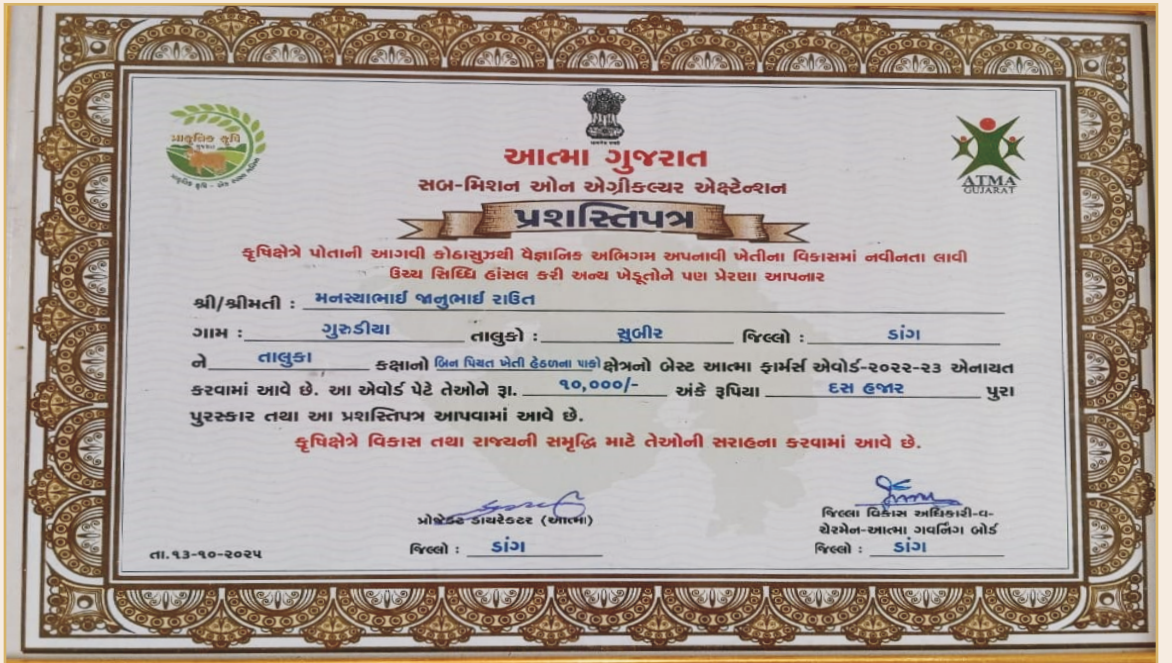 પ્રાકૃતિક કૃષિ
ATMA
GUJARAT
આત્મા ગુજરાત
સબ-મિશન ઓન એગ્રીકલ્ચર એક્ષ્ટેન્શન
પ્રશસ્તિપત્ર
કૃષિક્ષેત્રે પોતાની આગવી કોઠાસુઝથી વૈજ્ઞાનિક અભિગમ અપનાવી ખેતીના વિકાસમાં નવીનતા લાવી
ઉચ્ચ સિધ્ધિ હાંસલ કરી અન્ય ખેડૂતોને પણ પ્રેરણા આપનાર
શ્રી/શ્રીમતી : મનસ્યાભાઈ જાનુભાઈ રાઉત
ગામ : ગુરુડીયા તાલુકો : સુબીર જિલ્લો : ડાંગ
ને તાલુકા કક્ષાનો બિન પિયત ખેતી હેઠળના પાકો ક્ષેત્રનો બેસ્ટ આત્મા ફાર્મર્સ એવોર્ડ-૨૦૨૨-૨૩ એનાયત
કરવામાં આવે છે. આ એવોર્ડ પેટે તેઓને રૂા. ૧૦,૦૦૦/- અંકે રૂપિયા દસ હજાર પુરા
પુરસ્કાર તથા આ પ્રશસ્તિપત્ર આપવામાં આવે છે.
કૃષિક્ષેત્રે વિકાસ તથા રાજ્યની સમૃદ્ધિ માટે તેઓની સરાહના કરવામાં આવે છે.
પ્રોજેક્ટ ડાયરેક્ટર (આત્મા)
જિલ્લો : ડાંગ
જિલ્લા વિકાસ અધિકારી-વ-
ચેરમેન-આત્મા ગવર્નિંગ બોર્ડ
જિલ્લો : ડાંગ
તા.૧૩-૧૦-૨૦૨૫